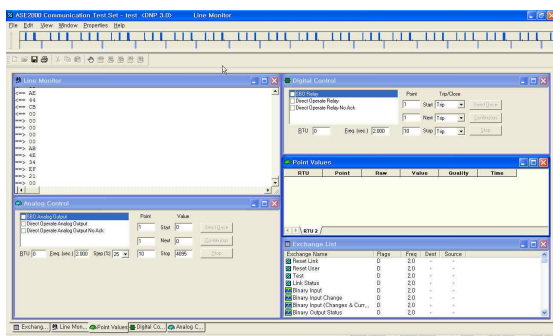 ASE2000 Communication Test Set - test <DNP 3.0> Line Monitor
File Edit View Window Properties Help
Line Monitor
<== AE
<== 44
<== CB
<== 00
==> 00
==> 00
==> 00
==> 00
==> A8
==> 4E
==> 34
==> EF
==> 21
==> 00
Digital Control
SBO Relay
Direct Operate Relay
Direct Operate Relay No Ack
Point Trip/Close
1 Start Trip Send Once
1 Next Trip Continuous
RTU 0 Freq. (sec.) 2.000 10 Stop Trip Stop
Point Values
RTU Point Raw Value Quality Time
RTU 2
Analog Control
SBO Analog Output
Direct Operate Analog Output
Direct Operate Analog Output No Ack
Point Value
1 Start 0 Send Once
1 Next 0 Continuous
RTU 0 Freq. (sec.) 2.000 Step (%) 25 10 Stop 4095 Stop
Exchange List
Exchange Name Flags Freq Dest Source
Reset Link D 2.0 - -
Reset User D 2.0 - -
Test D 2.0 - -
Link Status D 2.0 - -
Binary Input D 2.0 - -
Binary Input Change D 2.0 - -
Binary Input (Changes & Curr... D 2.0 - -
Binary Output Status D 2.0 - -
Exchang... Line Mon... Point Values Digital Co... Analog C...